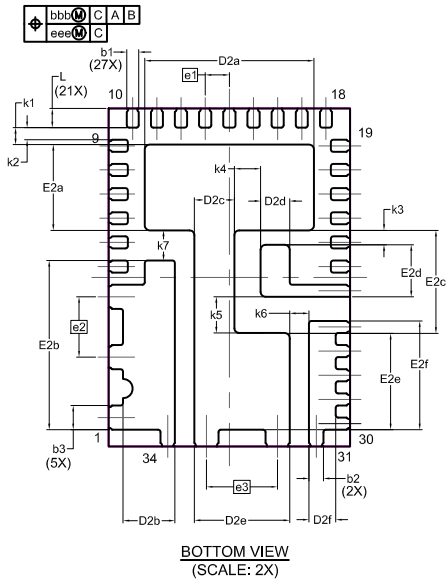 bbb M C A B
eee M C
b1
(27X)
D2a
e1
L
(21X)
10
18
k1
9
19
k2
k4
E2a
D2c
D2d
k3
k7
E2d
E2c
k5
k6
e2
E2b
E2f
E2e
b3
(5X)
1
34
30
31
e3
b2
(2X)
D2b
D2e
D2f
BOTTOM VIEW
(SCALE: 2X)